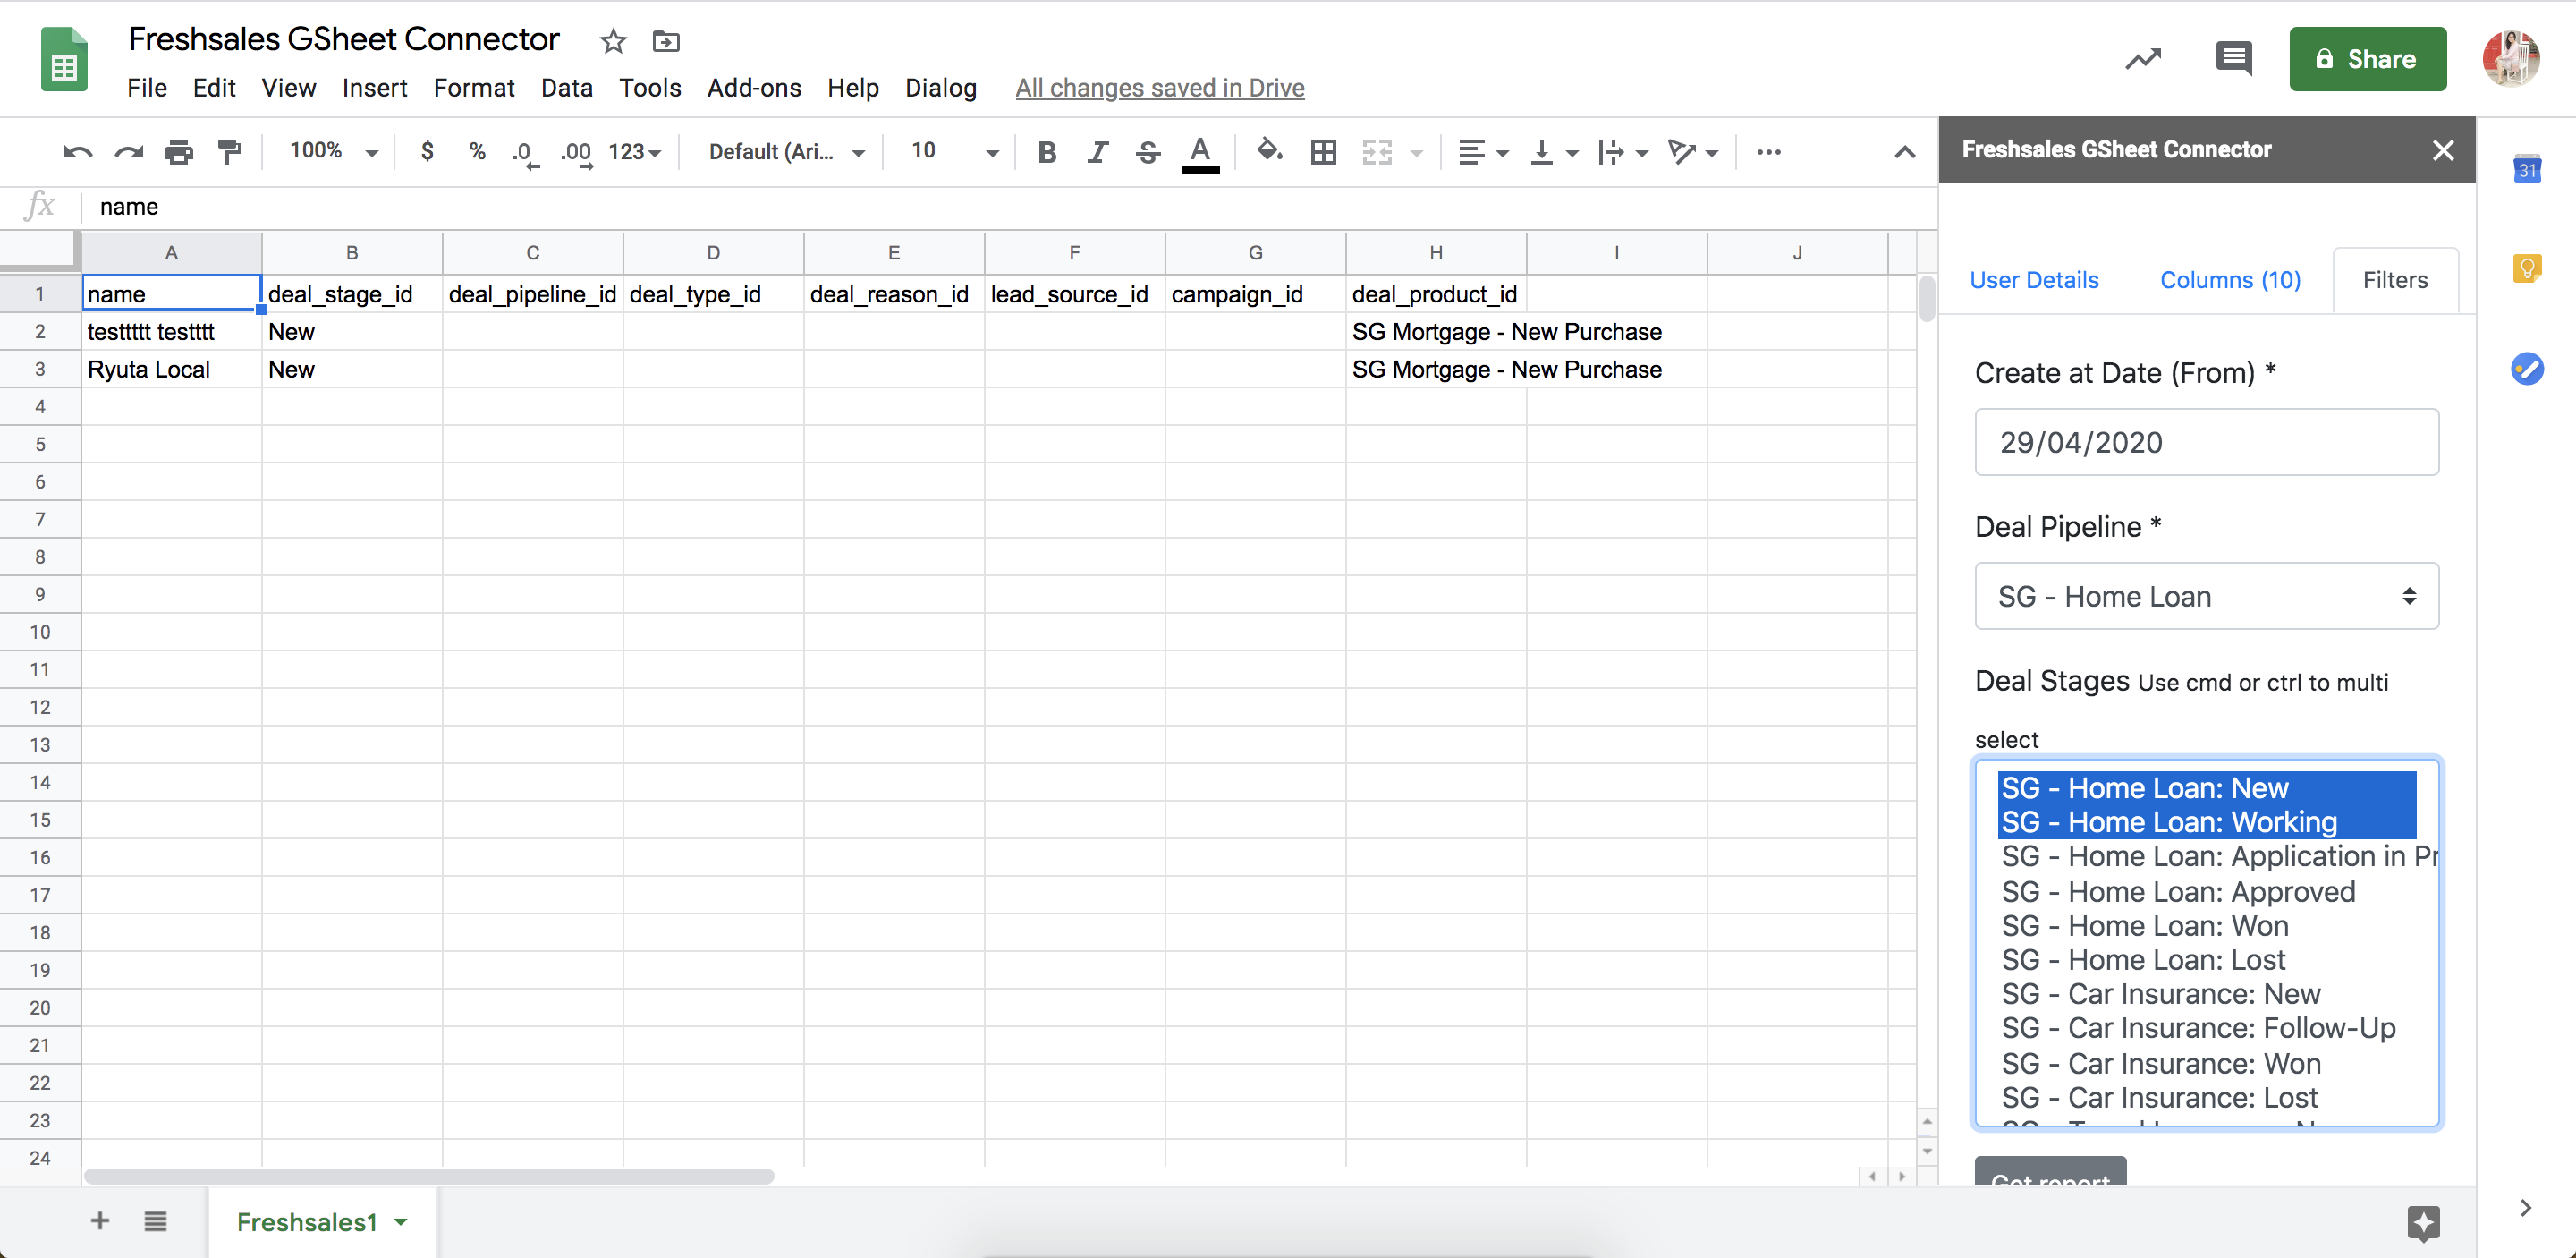 Freshsales GSheet Connector
File Edit View Insert Format Data Tools Add-ons Help Dialog All changes saved in Drive
Share
100% $ % .0 .00 123 Default (Ari... 10 B I S A
Freshsales GSheet Connector
31
fx name
A B C D E F G H I J
1 name deal_stage_id deal_pipeline_id deal_type_id deal_reason_id lead_source_id campaign_id deal_product_id
2 testtttt testttt New SG Mortgage - New Purchase
3 Ryuta Local New SG Mortgage - New Purchase
4
5
6
7
8
9
10
11
12
13
14
15
16
17
18
19
20
21
22
23
24
User Details Columns (10) Filters
Create at Date (From) *
29/04/2020
Deal Pipeline *
SG - Home Loan
Deal Stages Use cmd or ctrl to multi
select
SG - Home Loan: New
SG - Home Loan: Working
SG - Home Loan: Application in Pr
SG - Home Loan: Approved
SG - Home Loan: Won
SG - Home Loan: Lost
SG - Car Insurance: New
SG - Car Insurance: Follow-Up
SG - Car Insurance: Won
SG - Car Insurance: Lost
Get report
Freshsales1